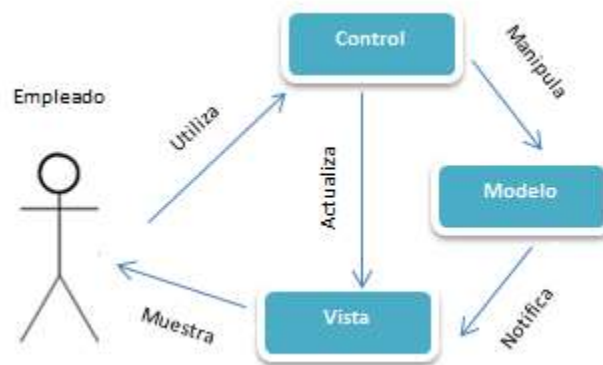 Control
Manipula
Empleado
Utiliza
Actualiza
Modelo
Vista
Muestra
Notifica